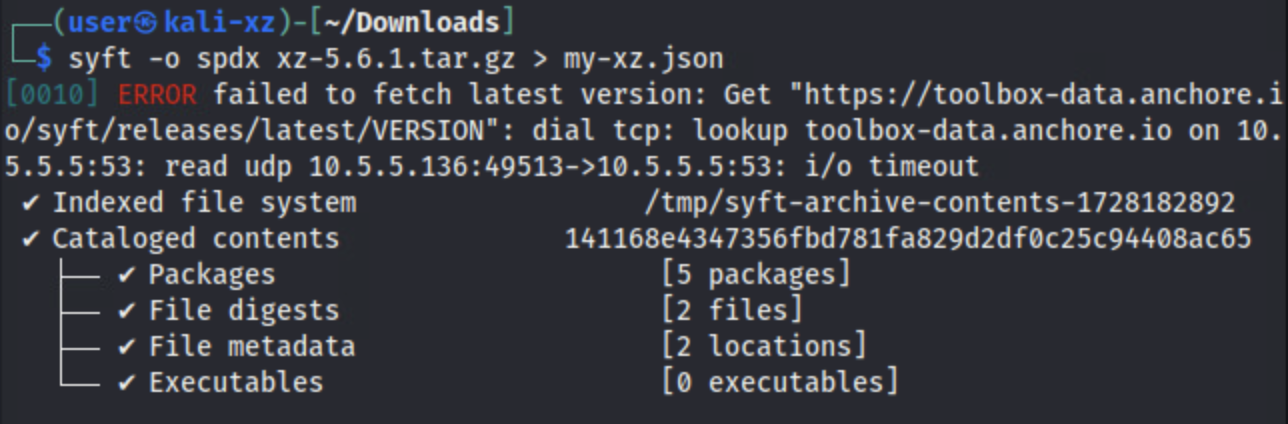 (user㉿kali-xz)-[~/Downloads]
$ syft -o spdx xz-5.6.1.tar.gz > my-xz.json
[0010] ERROR failed to fetch latest version: Get "https://toolbox-data.anchore.i
o/syft/releases/latest/VERSION": dial tcp: lookup toolbox-data.anchore.io on 10.
5.5.5:53: read udp 10.5.5.136:49513->10.5.5.5:53: i/o timeout
✔ Indexed file system /tmp/syft-archive-contents-1728182892
✔ Cataloged contents 141168e4347356fbd781fa829d2df0c25c94408ac65
├── ✔ Packages [5 packages]
├── ✔ File digests [2 files]
├── ✔ File metadata [2 locations]
└── ✔ Executables [0 executables]